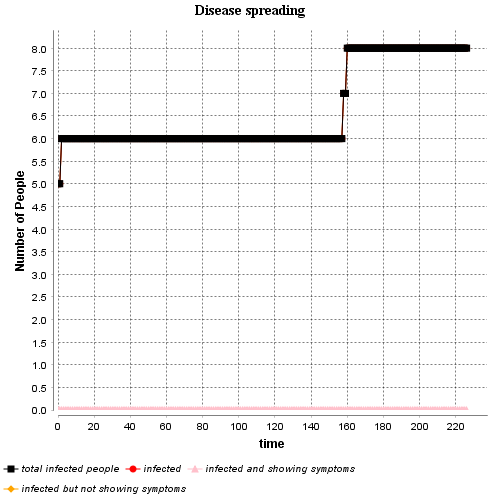 Disease spreading
Number of People
8.0
7.5
7.0
6.5
6.0
5.5
5.0
4.5
4.0
3.5
3.0
2.5
2.0
1.5
1.0
0.5
0.0
0 20 40 60 80 100 120 140 160 180 200 220
time
total infected people infected infected and showing symptoms
infected but not showing symptoms